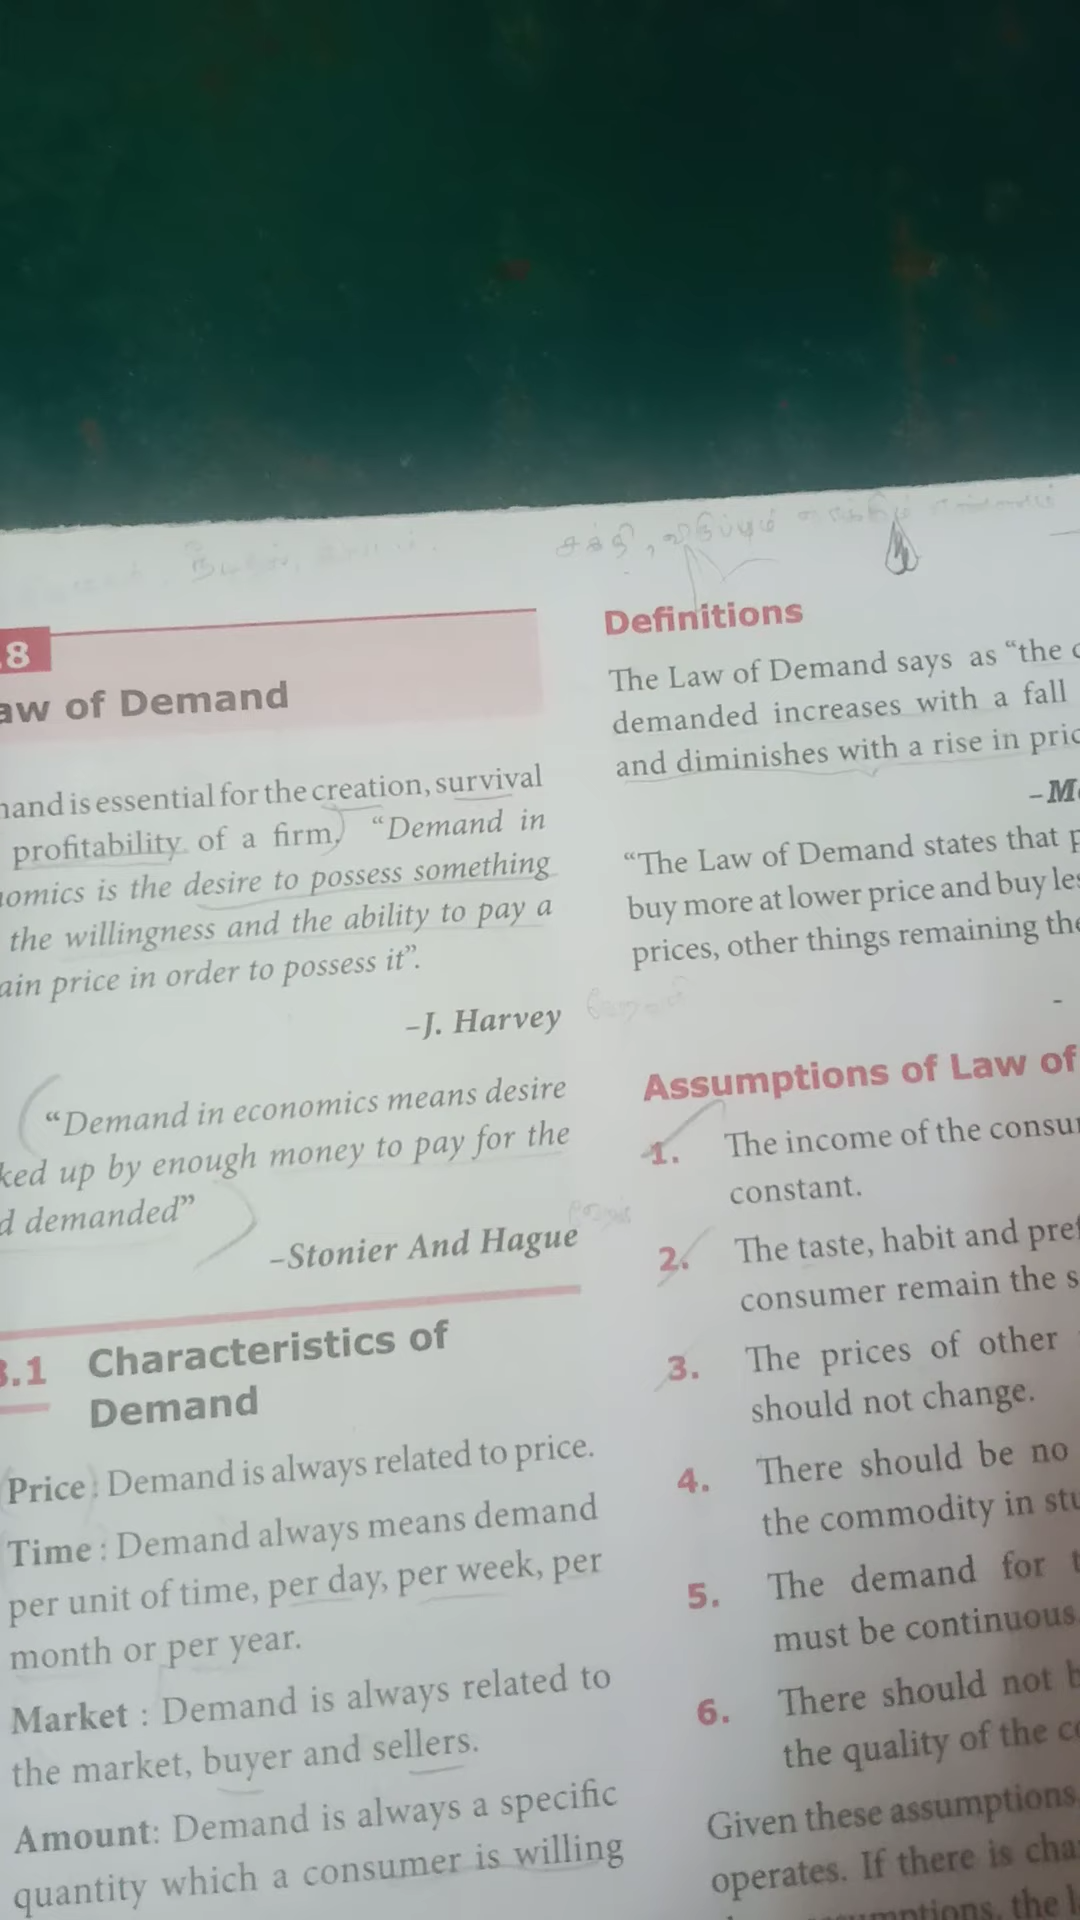 சக்தி, விருப்பம்
.8
aw of Demand
is essential for the creation, survival
profitability of a firm, “Demand in
omics is the desire to possess something
the willingness and the ability to pay a
ain price in order to possess it”.
–J. Harvey
“Demand in economics means desire
ked up by enough money to pay for the
d demanded”
–Stonier And Hague
3.1 Characteristics of
Demand
Price : Demand is always related to price.
Time : Demand always means demand
per unit of time, per day, per week, per
month or per year.
Market : Demand is always related to
the market, buyer and sellers.
Amount: Demand is always a specific
quantity which a consumer is willing
Definitions
The Law of Demand says as “the
demanded increases with a fall
and diminishes with a rise in pric
–M
“The Law of Demand states that p
buy more at lower price and buy les
prices, other things remaining the
-
Assumptions of Law of
1. The income of the consu
constant.
2. The taste, habit and pref
consumer remain the s
3. The prices of other
should not change.
4. There should be no
the commodity in stu
5. The demand for t
must be continuous
6. There should not b
the quality of the co
Given these assumptions,
operates. If there is cha
umptions, the l